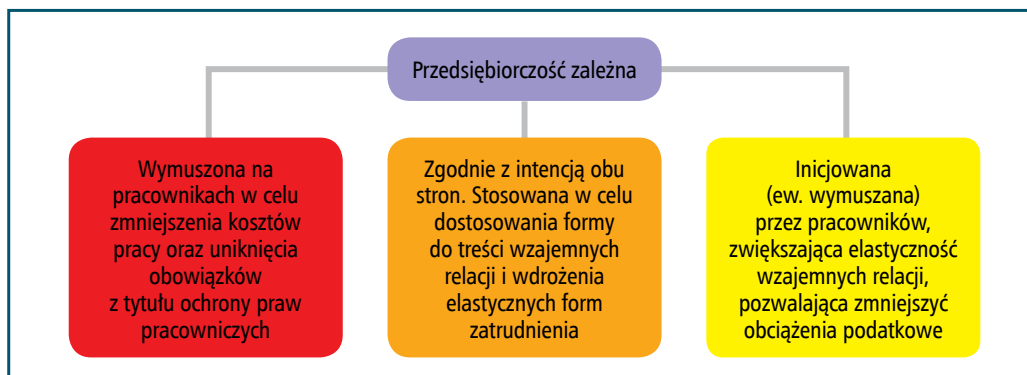 Przedsiębiorczość zależna
Wymuszona na
pracownikach w celu
zmniejszenia kosztów
pracy oraz uniknięcia
obowiązków
z tytułu ochrony praw
pracowniczych
Zgodnie z intencją obu
stron. Stosowana w celu
dostosowania formy
do treści wzajemnych
relacji i wdrożenia
elastycznych form
zatrudnienia
Inicjowana
(ew. wymuszana)
przez pracowników,
zwiększająca elastyczność
wzajemnych relacji,
pozwalająca zmniejszyć
obciążenia podatkowe